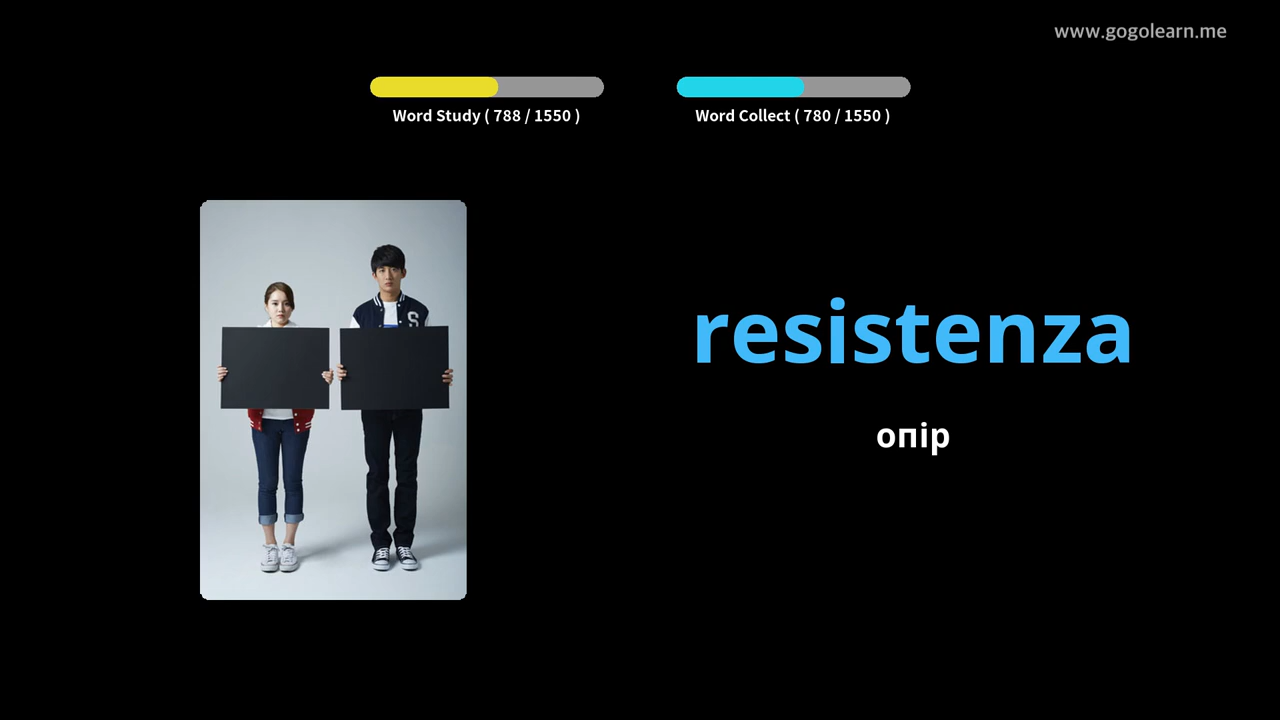 www.gogolearn.me
Word Study ( 788 / 1550 )
Word Collect ( 780 / 1550 )
S
resistenza
опір